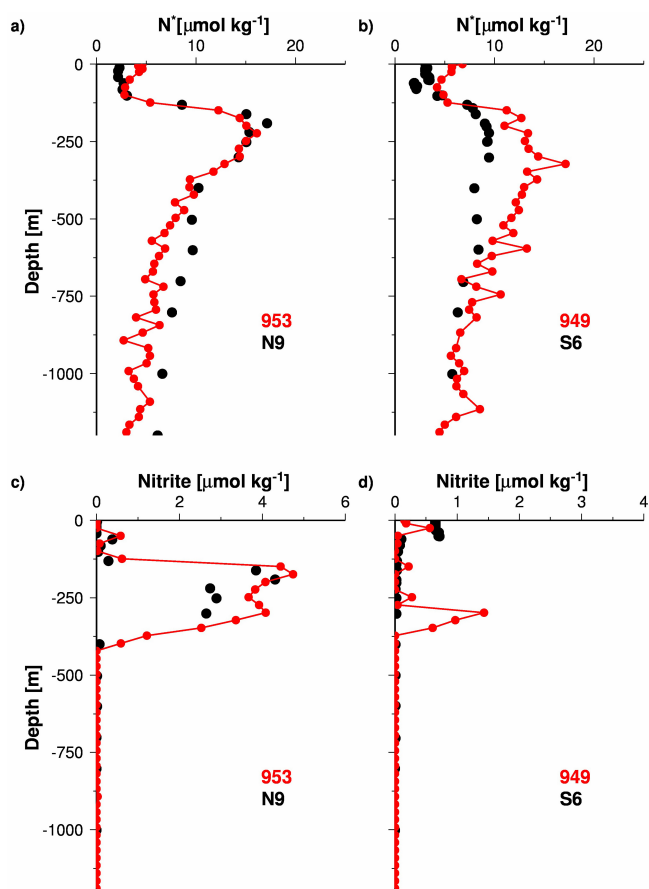 a) N*[μmol kg-1] b) N*[μmol kg-1]
0 10 20 0 10 20
0
-250
-500
-750
-1000
Depth [m]
953 949
N9 S6
c) Nitrite [μmol kg-1] d) Nitrite [μmol kg-1]
0 2 4 6 0 1 2 3 4
0
-250
-500
-750
-1000
Depth [m]
953 949
N9 S6